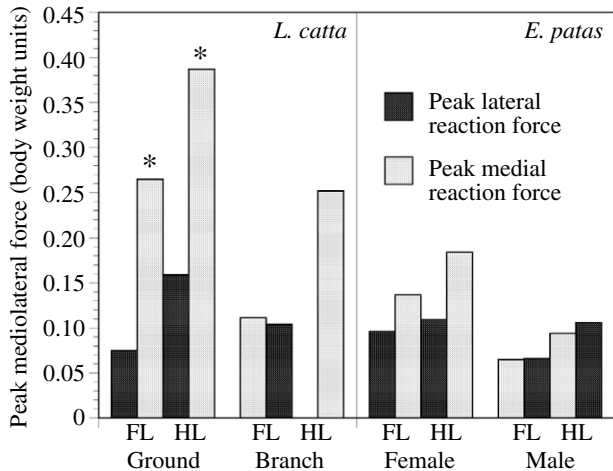 Peak mediolateral force (body weight units)
0.45
0.40
0.35
0.30
0.25
0.20
0.15
0.10
0.05
0
L. catta
E. patas
*
*
Peak lateral
reaction force
Peak medial
reaction force
FL HL FL HL FL HL FL HL
Ground Branch Female Male